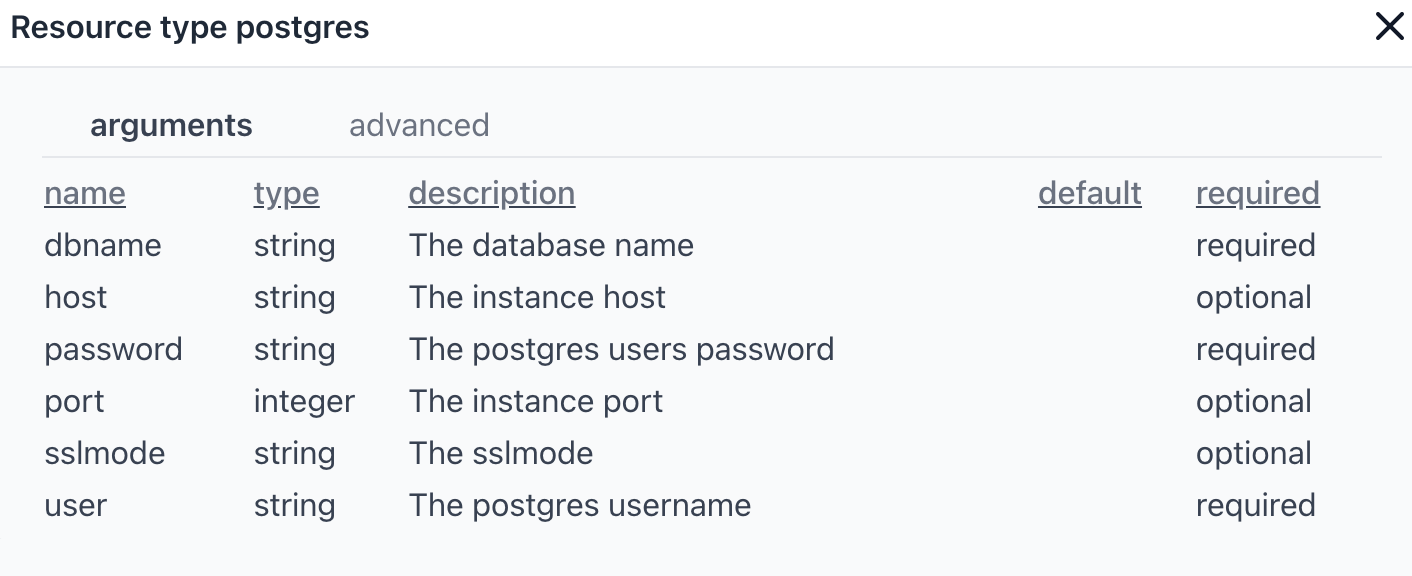 Resource type postgres
arguments advanced
name type description default required
dbname string The database name required
host string The instance host optional
password string The postgres users password required
port integer The instance port optional
sslmode string The sslmode optional
user string The postgres username required